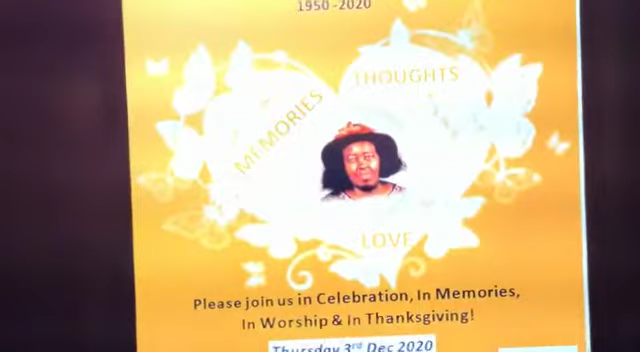 1950 -2020
THOUGHTS
MEMORIES
LOVE
Please join us in Celebration, In Memories,
In Worship & In Thanksgiving!
Thursday 3rd Dec 2020